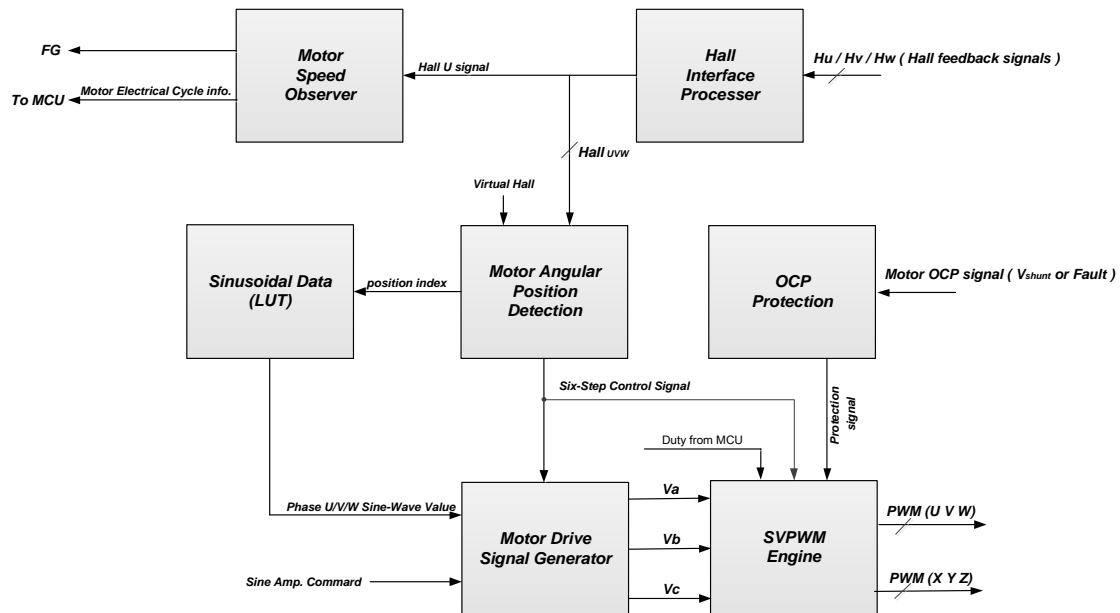 FG
To MCU
Motor Electrical Cycle info.
Motor
Speed
Observer
Hall U signal
Hall
Interface
Processer
Hu / Hv / Hw ( Hall feedback signals )
Hall UVW
Virtual Hall
Sinusoidal Data
(LUT)
position index
Motor Angular
Position
Detection
OCP
Protection
Motor OCP signal ( Vshunt or Fault )
Six-Step Control Signal
Protection
signal
Duty from MCU
Phase U/V/W Sine-Wave Value
Sine Amp. Commard
Motor Drive
Signal Generator
Va
Vb
Vc
SVPWM
Engine
PWM (U V W)
PWM (X Y Z)